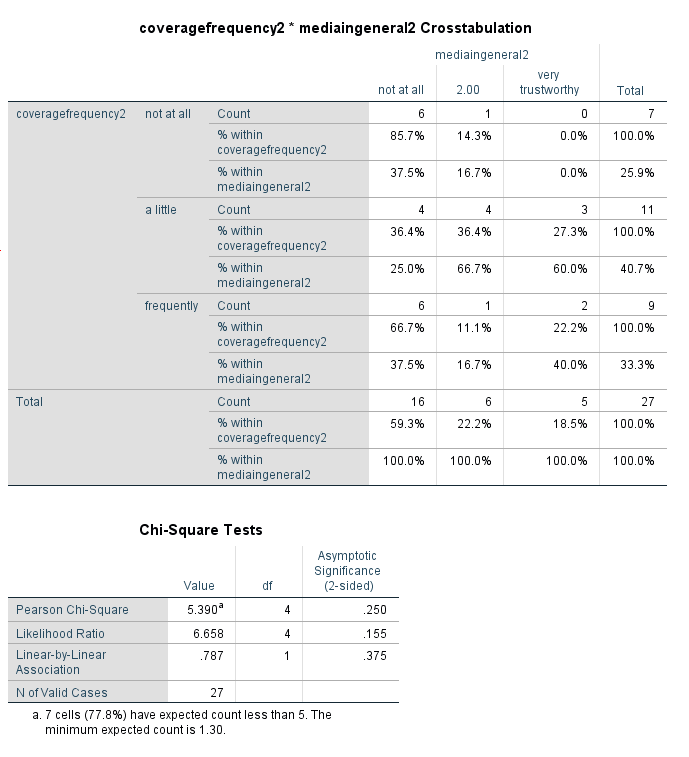 coveragefrequency2 * mediaingeneral2 Crosstabulation
mediaingeneral2
not at all 2.00 very trustworthy Total
coveragefrequency2 not at all Count 6 1 0 7
% within coveragefrequency2 85.7% 14.3% 0.0% 100.0%
% within mediaingeneral2 37.5% 16.7% 0.0% 25.9%
a little Count 4 4 3 11
% within coveragefrequency2 36.4% 36.4% 27.3% 100.0%
% within mediaingeneral2 25.0% 66.7% 60.0% 40.7%
frequently Count 6 1 2 9
% within coveragefrequency2 66.7% 11.1% 22.2% 100.0%
% within mediaingeneral2 37.5% 16.7% 40.0% 33.3%
Total Count 16 6 5 27
% within coveragefrequency2 59.3% 22.2% 18.5% 100.0%
% within mediaingeneral2 100.0% 100.0% 100.0% 100.0%
Chi-Square Tests
Value df Asymptotic Significance (2-sided)
Pearson Chi-Square 5.390a 4 .250
Likelihood Ratio 6.658 4 .155
Linear-by-Linear Association .787 1 .375
N of Valid Cases 27
a. 7 cells (77.8%) have expected count less than 5. The
minimum expected count is 1.30.